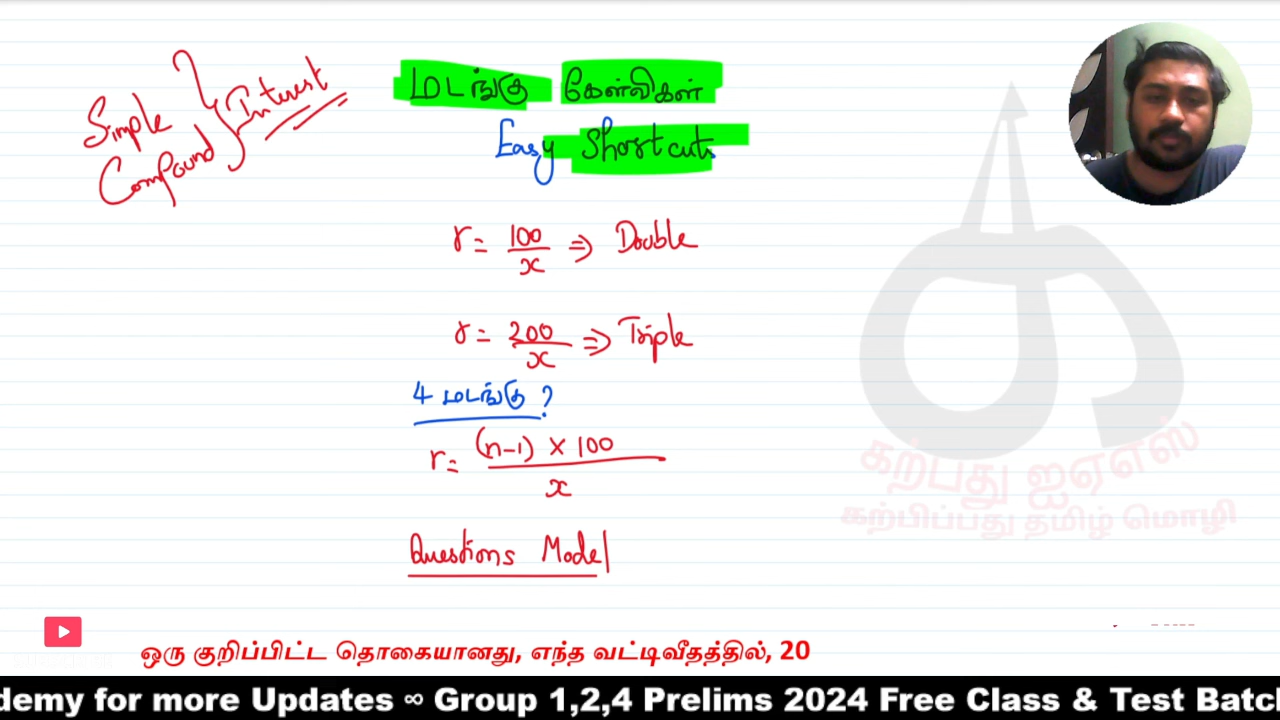 Simple
Compound
Interest
மடங்கு கேள்விகள்
Easy Shortcuts
r = 100/x ⇒ Double
r = 200/x ⇒ Triple
4 மடங்கு ?
r = (n-1) × 100 / x
Questions Model
கற்பது ஐஏஎஸ்
கற்பிப்பது தமிழ் மொழி
ஒரு குறிப்பிட்ட தொகையானது, எந்த வட்டிவீதத்தில், 20
demy for more Updates ∞ Group 1,2,4 Prelims 2024 Free Class & Test Batc